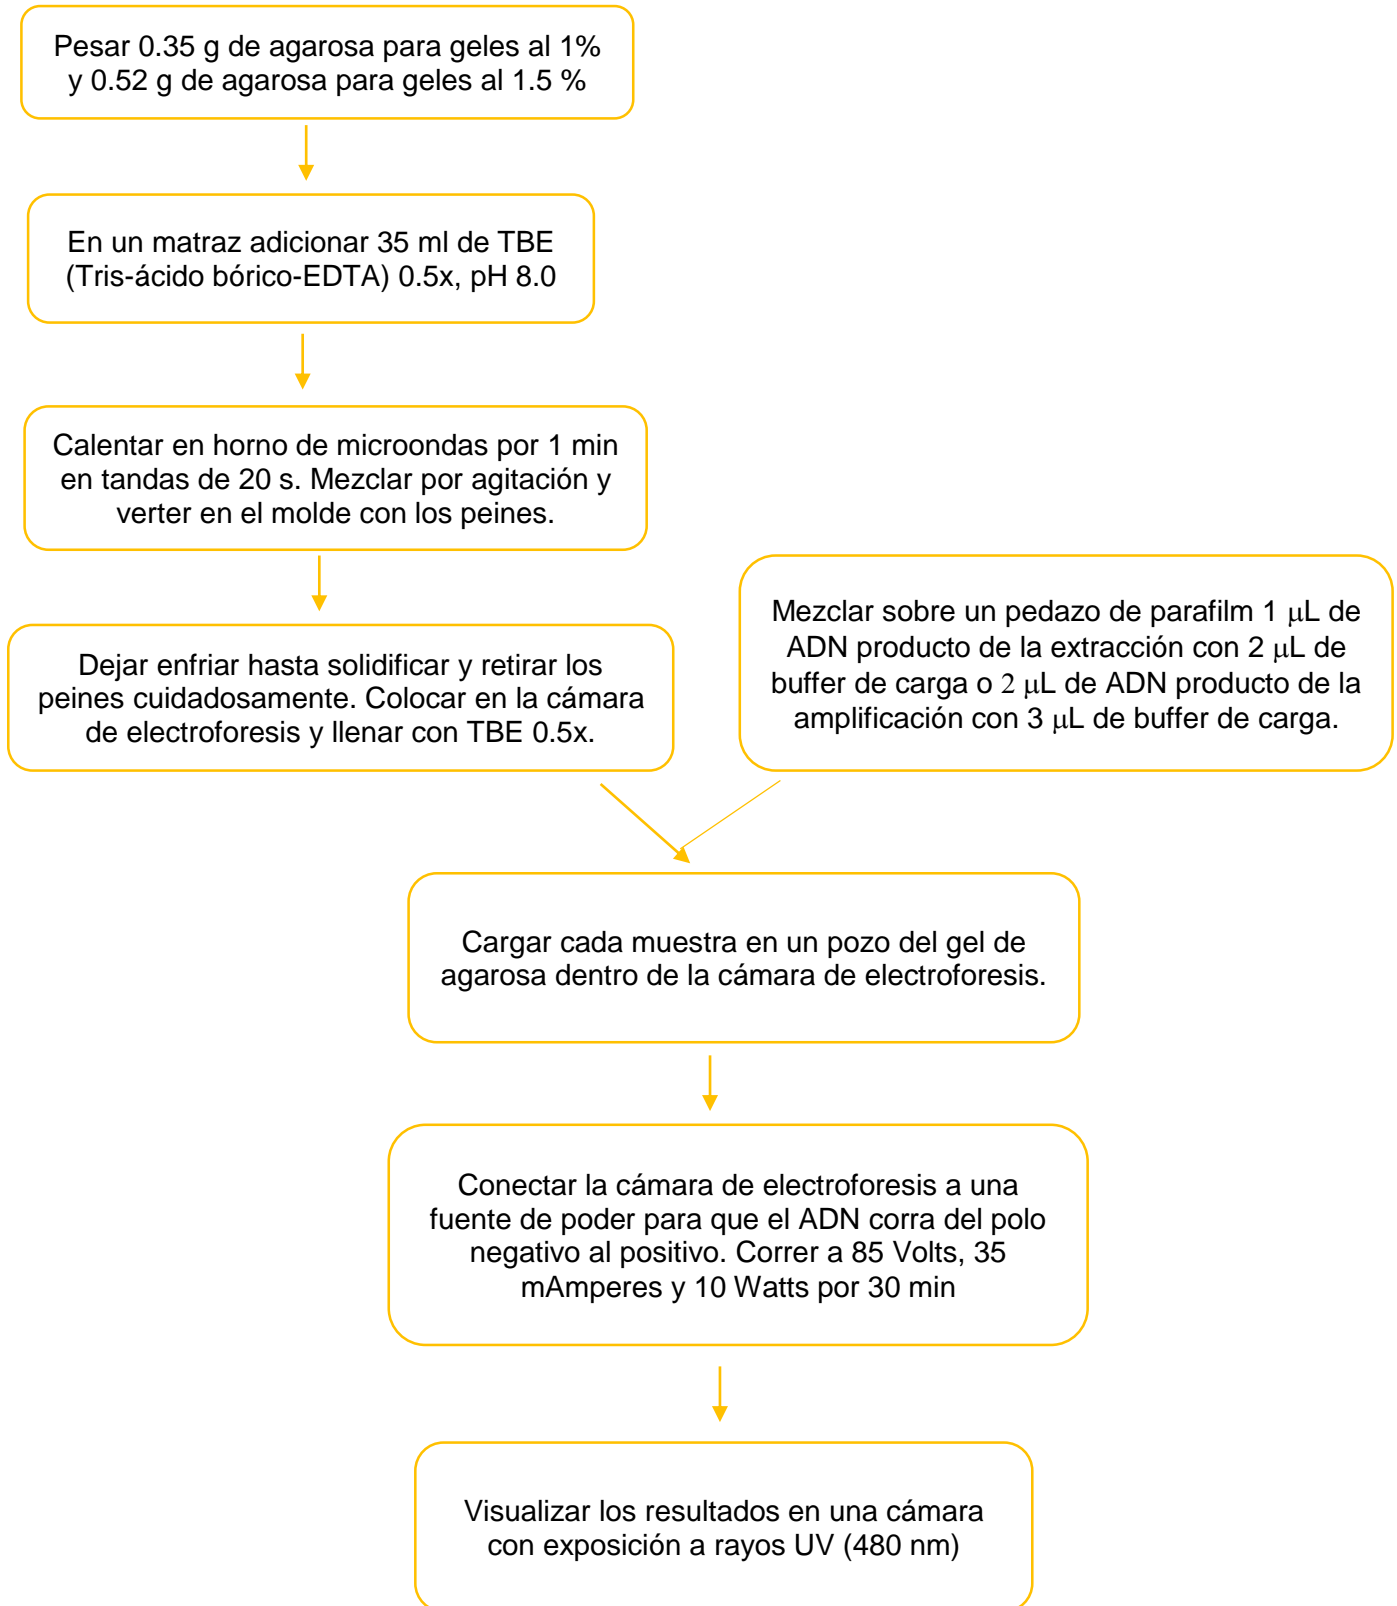 Pesar 0.35 g de agarosa para geles al 1%
y 0.52 g de agarosa para geles al 1.5 %
En un matraz adicionar 35 ml de TBE
(Tris-ácido bórico-EDTA) 0.5x, pH 8.0
Calentar en horno de microondas por 1 min
en tandas de 20 s. Mezclar por agitación y
verter en el molde con los peines.
Dejar enfriar hasta solidificar y retirar los
peines cuidadosamente. Colocar en la cámara
de electroforesis y llenar con TBE 0.5x.
Mezclar sobre un pedazo de parafilm 1 μL de
ADN producto de la extracción con 2 μL de
buffer de carga o 2 μL de ADN producto de la
amplificación con 3 μL de buffer de carga.
Cargar cada muestra en un pozo del gel de
agarosa dentro de la cámara de electroforesis.
Conectar la cámara de electroforesis a una
fuente de poder para que el ADN corra del polo
negativo al positivo. Correr a 85 Volts, 35
mAmperes y 10 Watts por 30 min
Visualizar los resultados en una cámara
con exposición a rayos UV (480 nm)